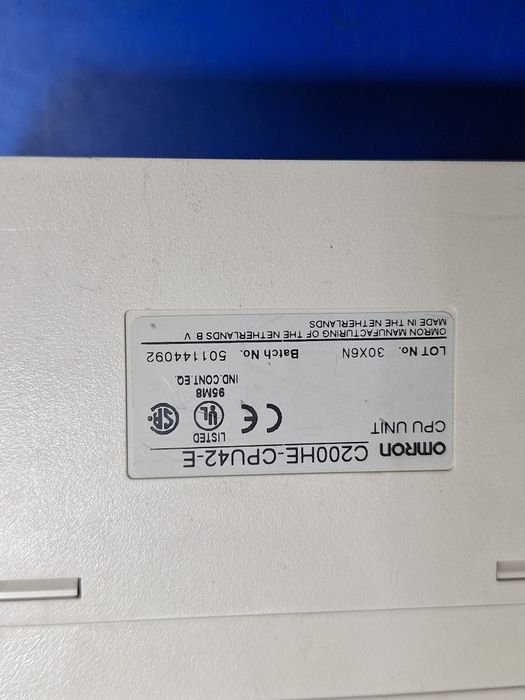 OMRON C200HE-CPU42-E
CPU UNIT
LISTED
UL
95M8
IND.CONT.EQ.
LOT No. 30X6N Batch No. 501144092
OMRON MANUFACTURING OF THE NETHERLANDS B V
MADE IN THE NETHERLANDS